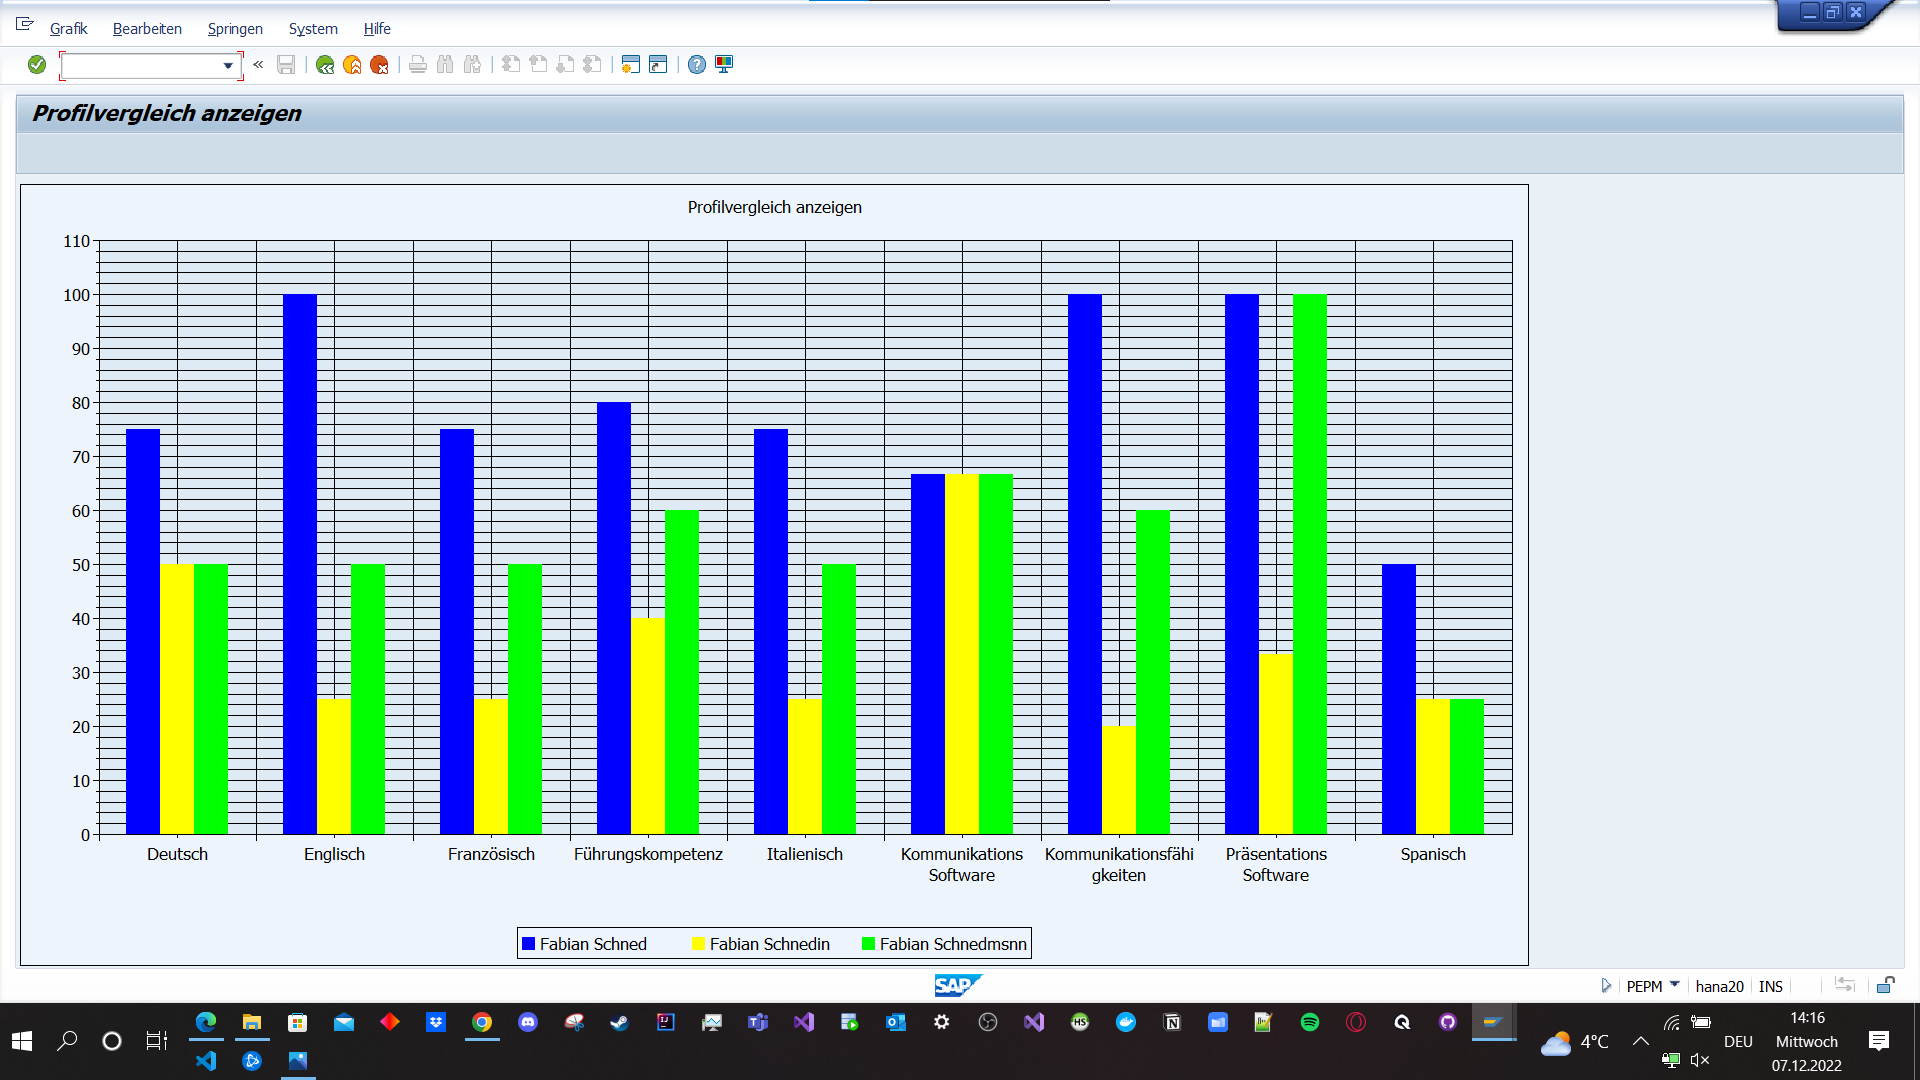 Grafik Bearbeiten Springen System Hilfe
Profilvergleich anzeigen
Profilvergleich anzeigen
110
100
90
80
70
60
50
40
30
20
10
0
Deutsch Englisch Französisch Führungskompetenz Italienisch Kommunikations Kommunikationsfähi Präsentations Spanisch
Software gkeiten Software
Fabian Schned Fabian Schnedin Fabian Schnedmsnn
SAP
PEPM hana20 INS
14:16
4°C DEU Mittwoch
07.12.2022